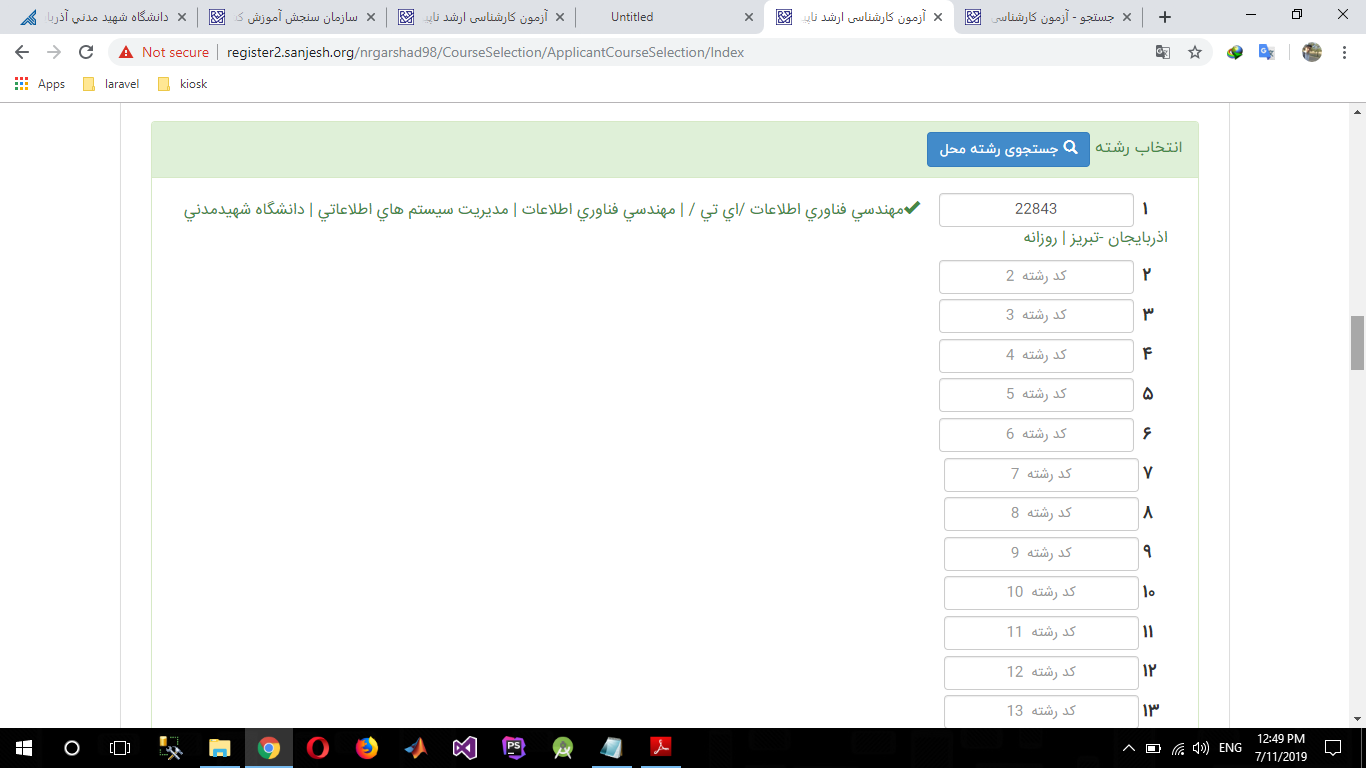 دانشگاه شهید مدني آذربا
سازمان سنجش آموزش ک
آزمون کارشناسی ارشد ناپی
Untitled
آزمون کارشناسی ارشد ناپی
جستجو - آزمون کارشناسی
Not secure
register2.sanjesh.org/nrgarshad98/CourseSelection/ApplicantCourseSelection/Index
Apps
laravel
kiosk
انتخاب رشته
جستجوی رشته محل
۱ 22843 مهندسي فناوري اطلاعات /اي تي / | مهندسي فناوري اطلاعات | مديريت سيستم هاي اطلاعاتي | دانشگاه شهيدمدني
اذربايجان -تبريز | روزانه
۲ کد رشته 2
۳ کد رشته 3
۴ کد رشته 4
۵ کد رشته 5
۶ کد رشته 6
۷ کد رشته 7
۸ کد رشته 8
۹ کد رشته 9
۱۰ کد رشته 10
۱۱ کد رشته 11
۱۲ کد رشته 12
۱۳ کد رشته 13
PS
ENG
12:49 PM
7/11/2019